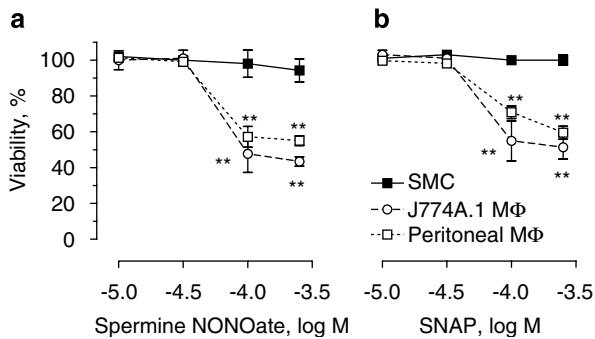 a
b
Viability, %
100
80
60
40
20
0
**
**
**
**
**
**
**
**
SMC
J774A.1 MΦ
Peritoneal MΦ
-5.0 -4.5 -4.0 -3.5
-5.0 -4.5 -4.0 -3.5
Spermine NONOate, log M
SNAP, log M